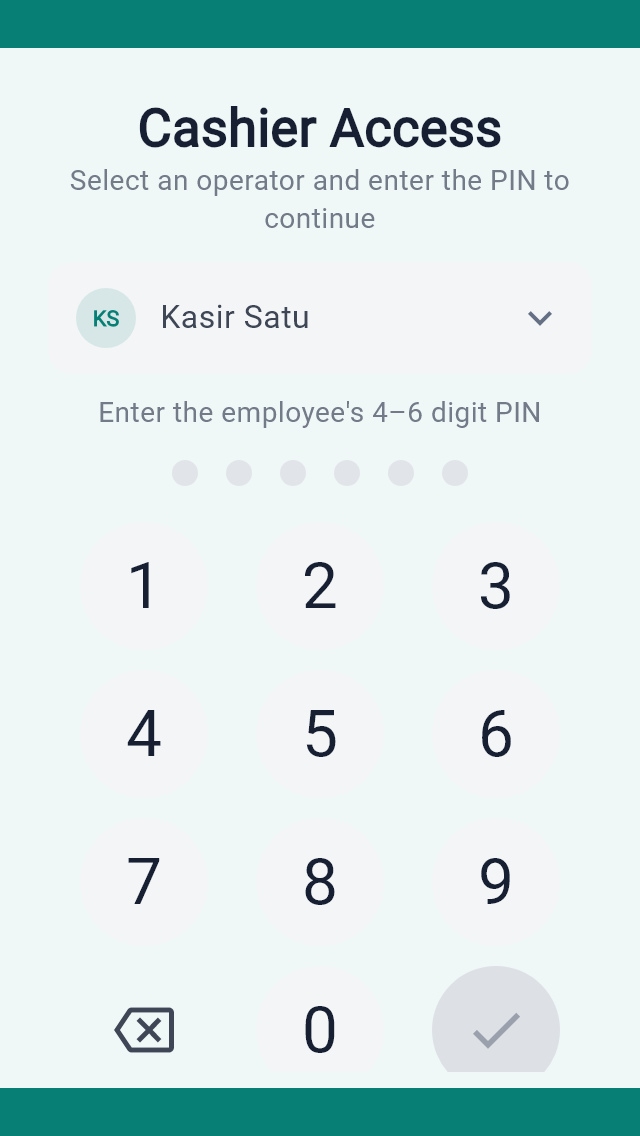 Cashier Access
Select an operator and enter the PIN to
continue
KS Kasir Satu
Enter the employee's 4–6 digit PIN
1 2 3
4 5 6
7 8 9
0